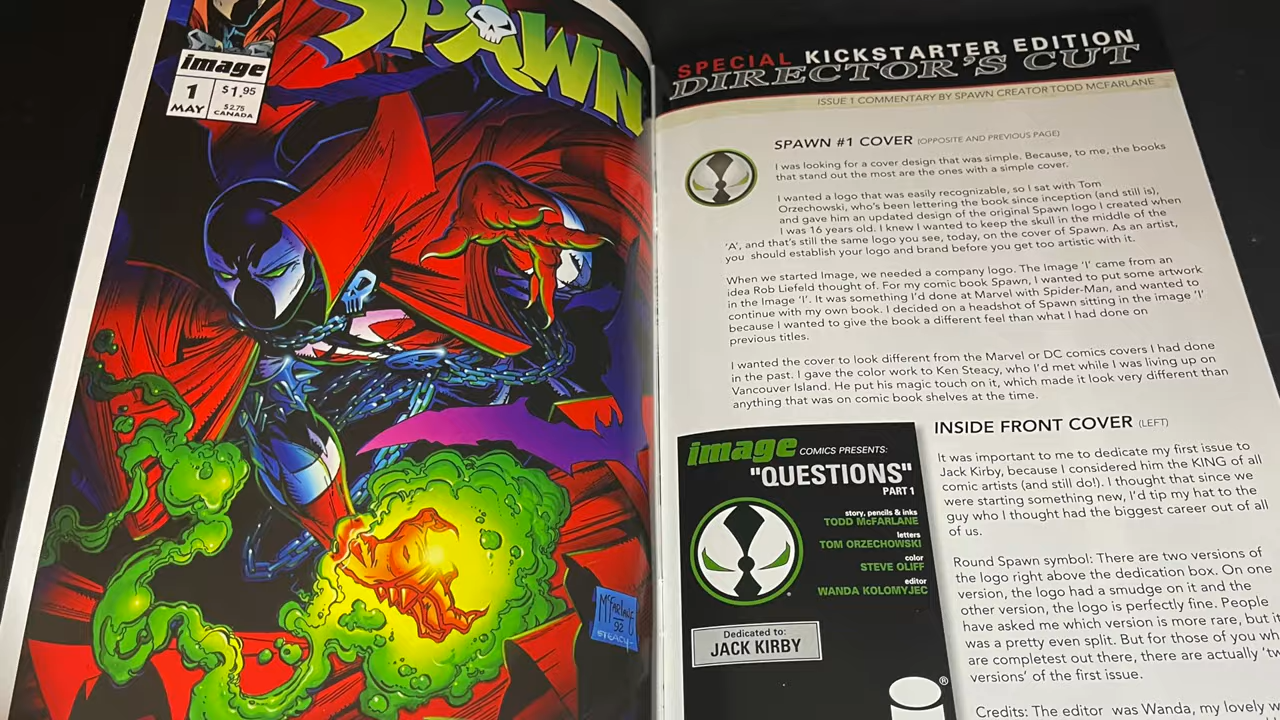 SPAWN
image
1
MAY
$1.95
$2.75
CANADA
McFARLANE
92
STEACY
SPECIAL KICKSTARTER EDITION
DIRECTOR'S CUT
ISSUE 1 COMMENTARY BY SPAWN CREATOR TODD MCFARLANE
SPAWN #1 COVER (OPPOSITE AND PREVIOUS PAGE)
I was looking for a cover design that was simple. Because, to me, the books
that stand out the most are the ones with a simple cover.
I wanted a logo that was easily recognizable, so I sat with Tom
Orzechowski, who's been lettering the book since inception (and still is),
and gave him an updated design of the original Spawn logo I created when
I was 16 years old. I knew I wanted to keep the skull in the middle of the
'A', and that's still the same logo you see, today, on the cover of Spawn. As an artist,
you should establish your logo and brand before you get too artistic with it.
When we started Image, we needed a company logo. The Image 'I' came from an
idea Rob Liefeld thought of. For my comic book Spawn, I wanted to put some artwork
in the Image 'I'. It was something I'd done at Marvel with Spider-Man, and wanted to
continue with my own book. I decided on a headshot of Spawn sitting in the image 'I'
because I wanted to give the book a different feel than what I had done on
previous titles.
I wanted the cover to look different from the Marvel or DC comics covers I had done
in the past. I gave the color work to Ken Steacy, who I'd met while I was living up on
Vancouver Island. He put his magic touch on it, which made it look very different than
anything that was on comic book shelves at the time.
image COMICS PRESENTS:
"QUESTIONS"
PART 1
story, pencils & inks
TODD McFARLANE
letters
TOM ORZECHOWSKI
color
STEVE OLIFF
editor
WANDA KOLOMYJEC
Dedicated to:
JACK KIRBY
®
INSIDE FRONT COVER (LEFT)
It was important to me to dedicate my first issue to
Jack Kirby, because I considered him the KING of all
comic artists (and still do!). I thought that since we
were starting something new, I'd tip my hat to the
guy who I thought had the biggest career out of all
of us.
Round Spawn symbol: There are two versions of
the logo right above the dedication box. On one
version, the logo had a smudge on it and the
other version, the logo is perfectly fine. People
have asked me which version is more rare, but it
was a pretty even split. But for those of you wh
are completest out there, there are actually 'tw
versions' of the first issue.
Credits: The editor was Wanda, my lovely w